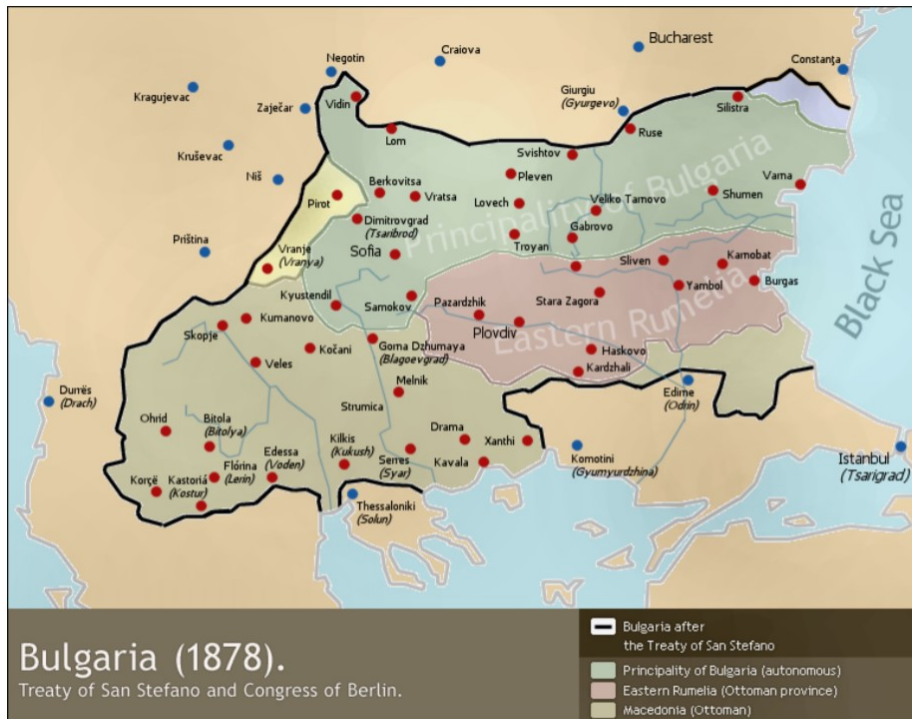 Bucharest
Craiova
Constanţa
Negotin
Kragujevac
Giurgiu
(Gyurgevo)
Zaječar
Vidin
Silistra
Lom
Ruse
Kruševac
Svishtov
Principality of Bulgaria
Pleven
Niš
Berkovitsa
Vratsa
Varna
Shumen
Pirot
Lovech
Veliko Tarnovo
Dimitrovgrad
(Tsaribrod)
Gabrovo
Priština
Troyan
Sofia
Vranje
(Vranya)
Sliven
Karnobat
Black Sea
Burgas
Yambol
Kyustendil
Samokov
Pazardzhik
Stara Zagora
Eastern Rumelia
Kumanovo
Skopje
Plovdiv
Gorna Dzhumaya
(Blagoevgrad)
Kočani
Haskovo
Veles
Kardzhali
Melnik
Durrës
(Drach)
Edirne
(Odrin)
Strumica
Ohrid
Bitola
(Bitolya)
Drama
Xanthi
Kilkis
(Kukush)
Edessa
(Voden)
Serres
(Syar)
Kavala
Komotini
(Gyumyurdzhina)
Istanbul
(Tsarigrad)
Flórina
(Lerin)
Korçë
Kastoriá
(Kostur)
Thessaloniki
(Solun)
Bulgaria (1878).
Treaty of San Stefano and Congress of Berlin.
Bulgaria after
the Treaty of San Stefano
Principality of Bulgaria (autonomous)
Eastern Rumelia (Ottoman province)
Macedonia (Ottoman)